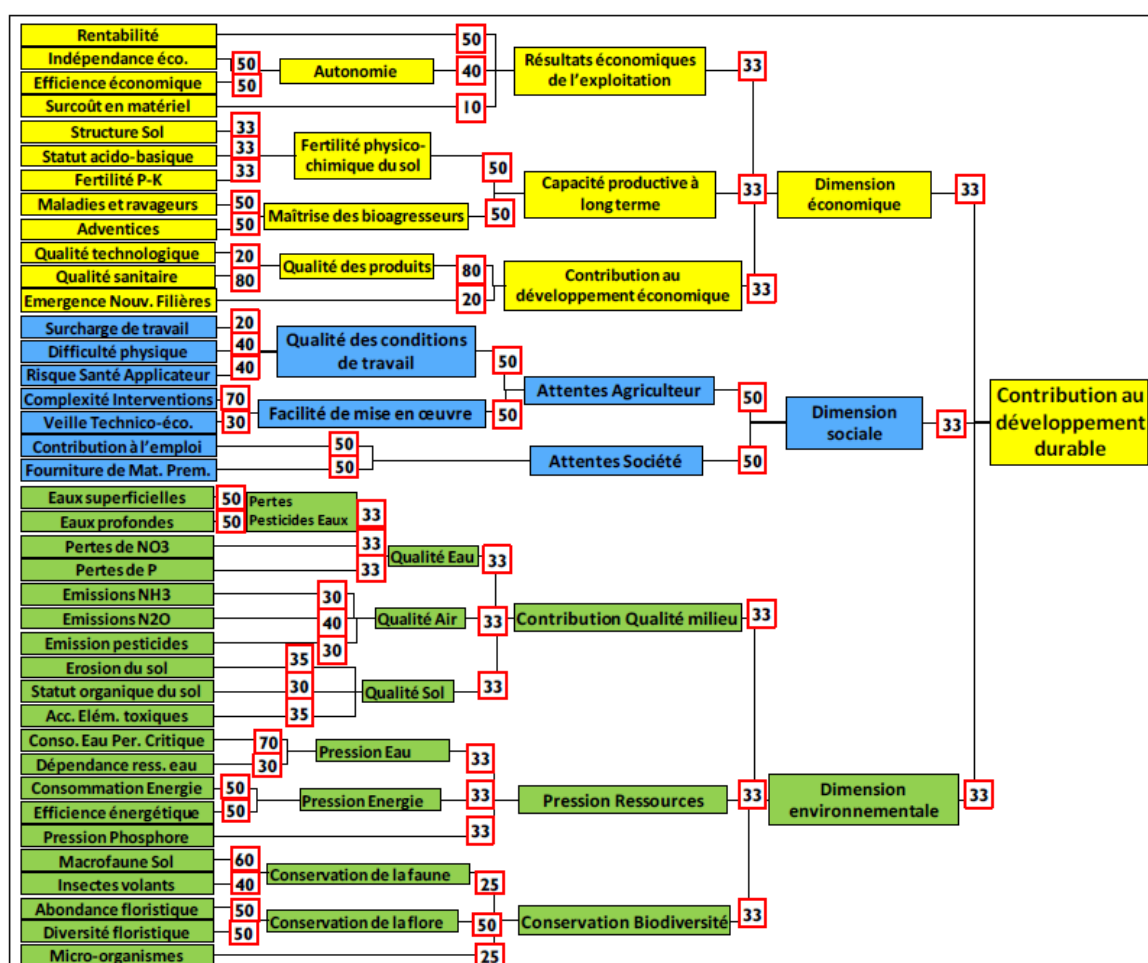 Rentabilité
50
Indépendance éco.
50
Autonomie
40
Résultats économiques
de l'exploitation
33
Efficience économique
50
Surcoût en matériel
10
Structure Sol
33
Statut acido-basique
33
Fertilité physico-
chimique du sol
50
Fertilité P-K
33
Capacité productive à
long terme
33
Dimension
économique
33
Maladies et ravageurs
50
Maîtrise des bioagresseurs
50
Adventices
50
Qualité technologique
20
Qualité des produits
80
Contribution au
développement économique
33
Qualité sanitaire
80
Emergence Nouv. Filières
20
Surcharge de travail
20
Difficulté physique
40
Qualité des conditions
de travail
50
Risque Santé Applicateur
40
Attentes Agriculteur
50
Complexité Interventions
70
Facilité de mise en œuvre
50
Veille Technico-éco.
30
Dimension
sociale
33
Contribution au
développement
durable
Contribution à l'emploi
50
Attentes Société
50
Fourniture de Mat. Prem.
50
Eaux superficielles
50
Pertes
Pesticides Eaux
33
Eaux profondes
50
Pertes de NO3
33
Qualité Eau
33
Pertes de P
33
Emissions NH3
30
Emissions N2O
40
Qualité Air
33
Contribution Qualité milieu
33
Emission pesticides
30
Erosion du sol
35
Statut organique du sol
30
Qualité Sol
33
Acc. Elém. toxiques
35
Conso. Eau Per. Critique
70
Pression Eau
33
Dépendance ress. eau
30
Consommation Energie
50
Pression Energie
33
Pression Ressources
33
Dimension
environnementale
33
Efficience énergétique
50
Pression Phosphore
33
Macrofaune Sol
60
Conservation de la faune
25
Insectes volants
40
Abondance floristique
50
Conservation de la flore
50
Conservation Biodiversité
33
Diversité floristique
50
Micro-organismes
25